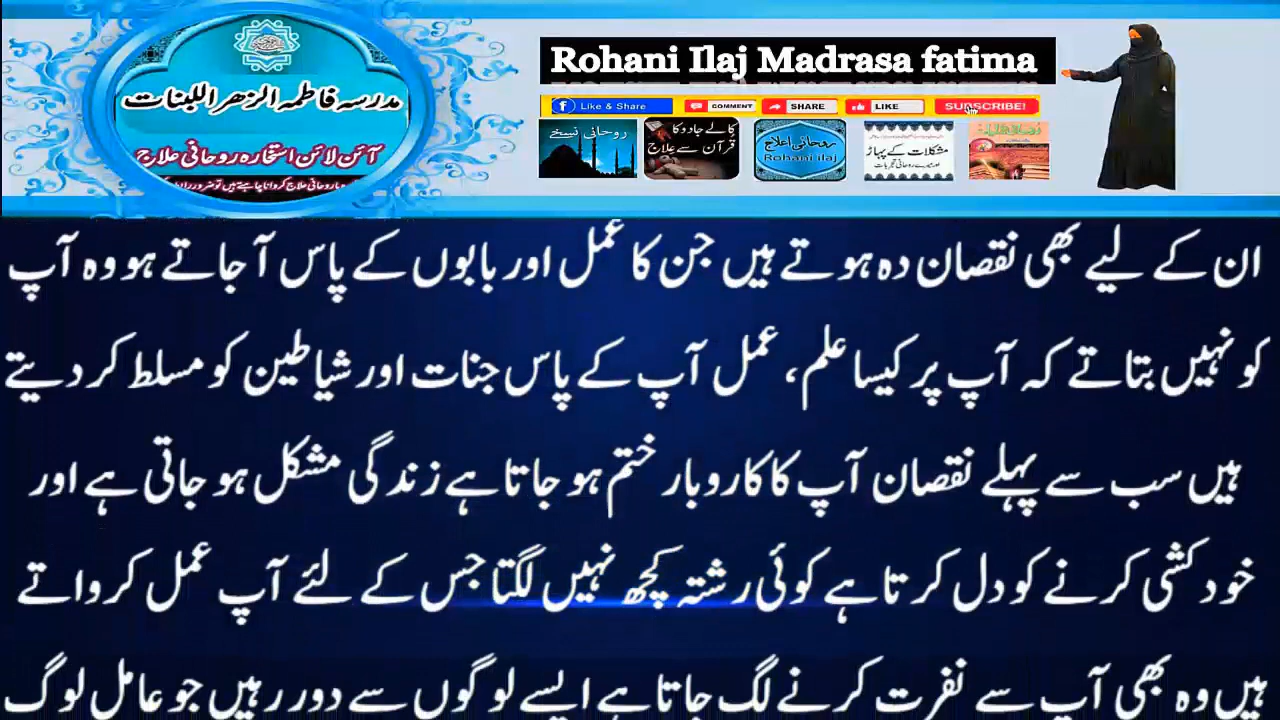 مدرسہ فاطمہ الزھرا للبنات
آئن لائن استخارہ روحانی علاج
Rohani Ilaj Madrasa fatima
Like & Share
COMMENT
SHARE
LIKE
SUBSCRIBE!
روحانی نسخے
کالے جادو کا
قرآن سے علاج
روحانی علاج
Rohani ilaj
مشکلات کے پہاڑ
ان کے لیے بھی نقصان دہ ہوتے ہیں جن کا عمل اور بابوں کے پاس آ جاتے ہو وہ آپ
کو نہیں بتاتے کہ آپ پر کیسا علم، عمل آپ کے پاس جنات اور شیاطین کو مسلط کر دیتے
ہیں سب سے پہلے نقصان آپ کا کاروبار ختم ہو جاتا ہے زندگی مشکل ہو جاتی ہے اور
خودکشی کرنے کو دل کرتا ہے کوئی رشتہ کچھ نہیں لگتا جس کے لئے آپ عمل کرواتے
ہیں وہ بھی آپ سے نفرت کرنے لگ جاتا ہے ایسے لوگوں سے دور رہیں جو عامل لوگ